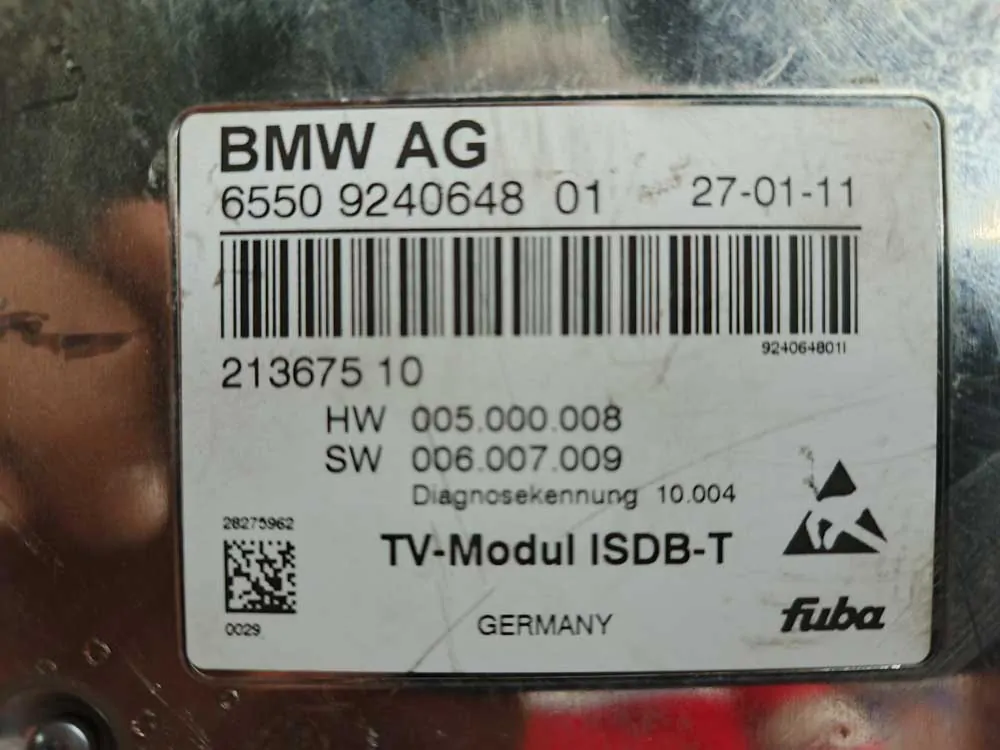 BMW AG
6550 9240648 01 27-01-11
924064801I
213675 10
HW 005.000.008
SW 006.007.009
Diagnosekennung 10.004
28275962
TV-Modul ISDB-T
0029
GERMANY
fuba